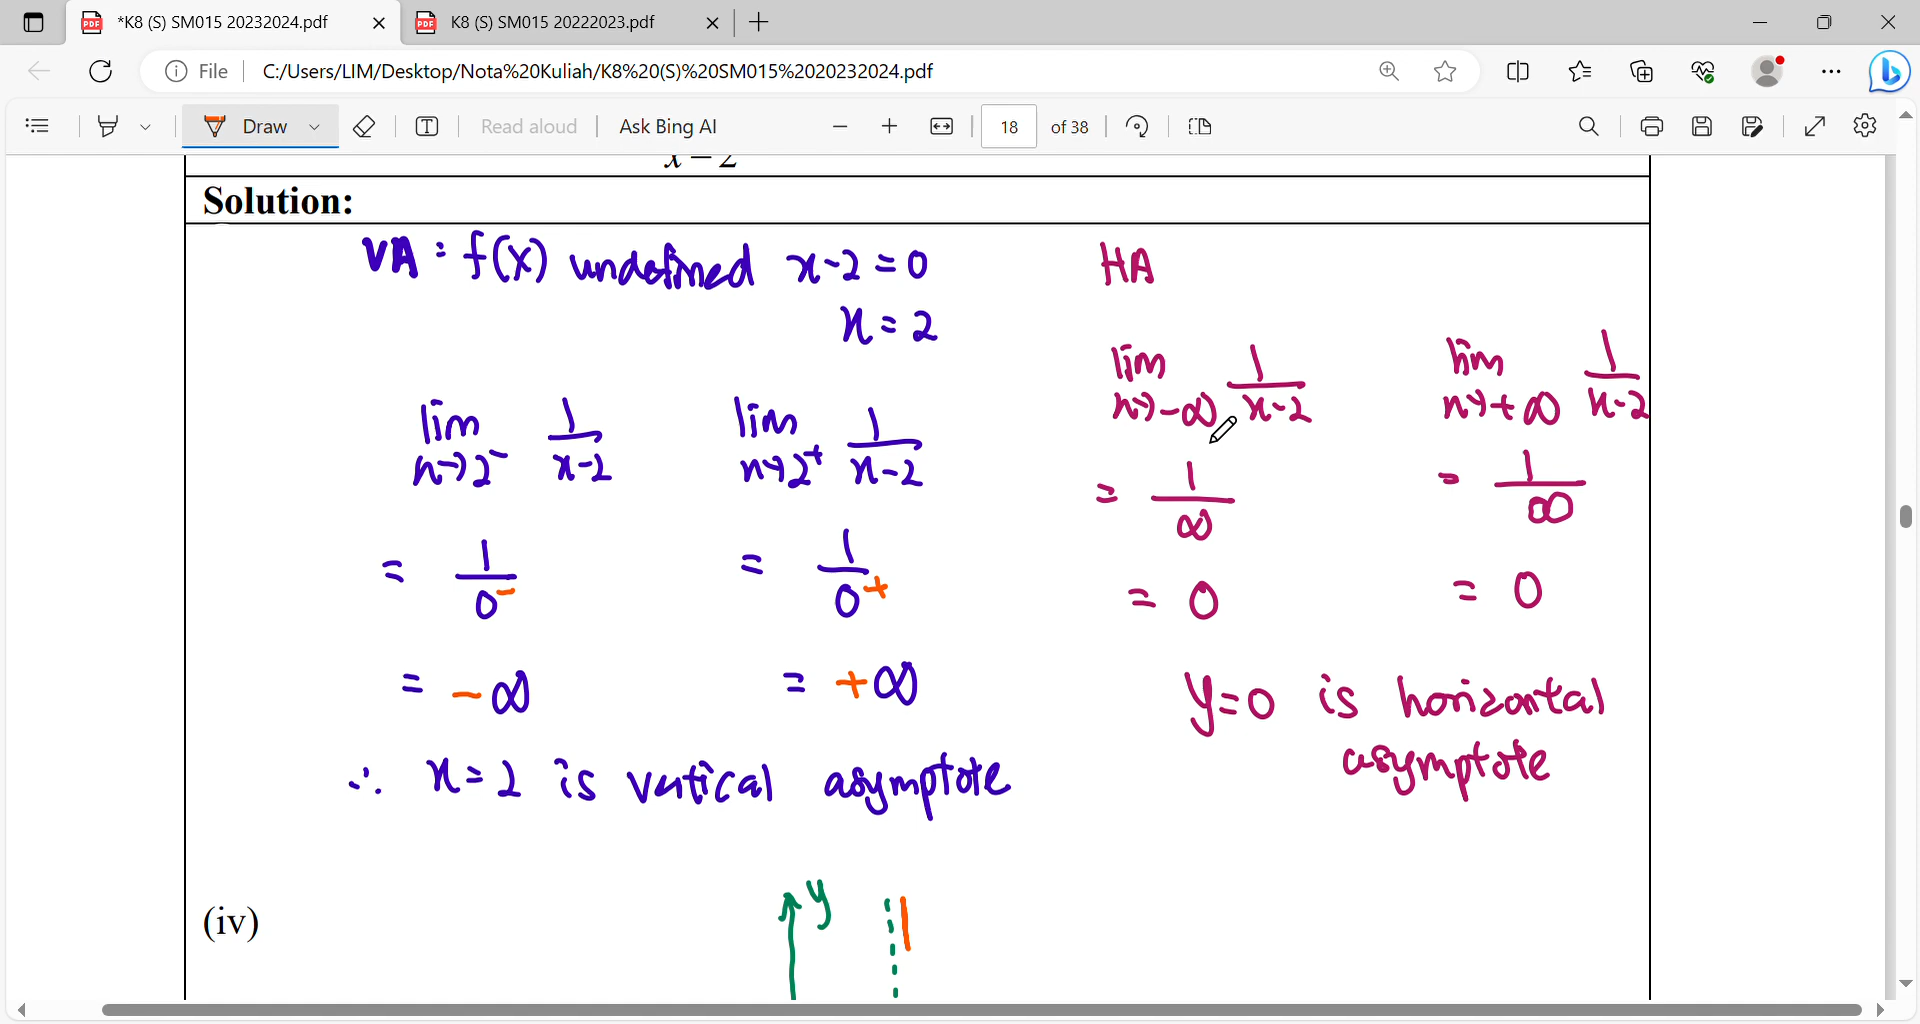 *K8 (S) SM015 20232024.pdf
K8 (S) SM015 20222023.pdf
File
C:/Users/LIM/Desktop/Nota%20Kuliah/K8%20(S)%20SM015%2020232024.pdf
Draw
Read aloud
Ask Bing AI
18 of 38
x − 2
Solution:
VA : f(x) undefined x-2 = 0
x = 2
lim x→2⁻ 1/(x-2)
= 1/0⁻
= -∞
lim x→2⁺ 1/(x-2)
= 1/0⁺
= +∞
∴ x = 2 is vertical asymptote
HA
lim x→-∞ 1/(x-2)
= 1/∞
= 0
lim x→+∞ 1/(x-2)
= 1/∞
= 0
y=0 is horizontal
asymptote
(iv)
y